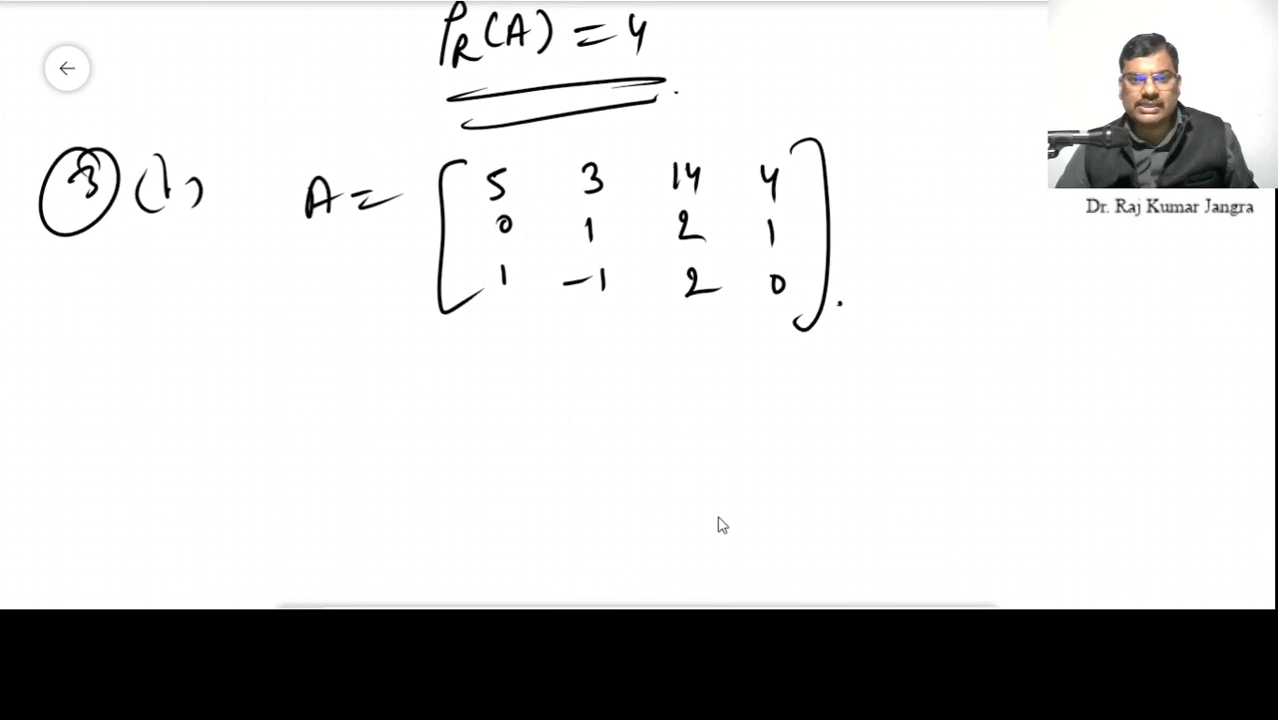 ρR(A) = 4
3 (i) A = [ 5 3 14 4
0 1 2 1
1 -1 2 0 ].
Dr. Raj Kumar Jangra